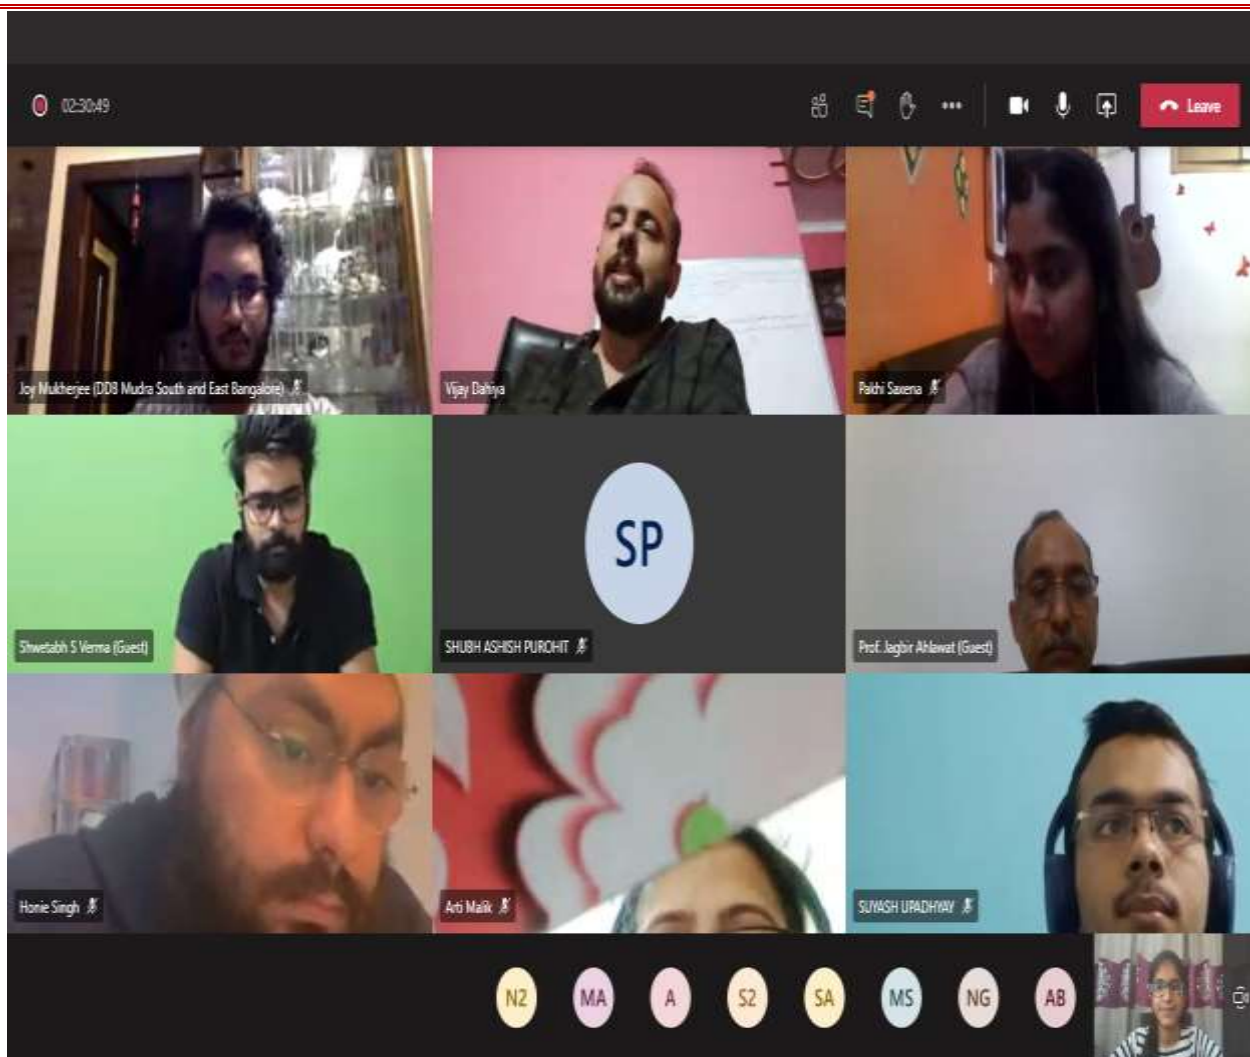 02:30:49
Leave
Joy Mukherjee (DDB Mudra South and East Bangalore)
Vijay Dahiya
Pakhi Saxena
Shwetabh S Verma (Guest)
SP
SHUBH ASHISH PUROHIT
Prof. Jagbir Ahlawat (Guest)
Honie Singh
Arti Malik
SUYASH UPADHYAY
N2 MA A S2 SA MS NG AB